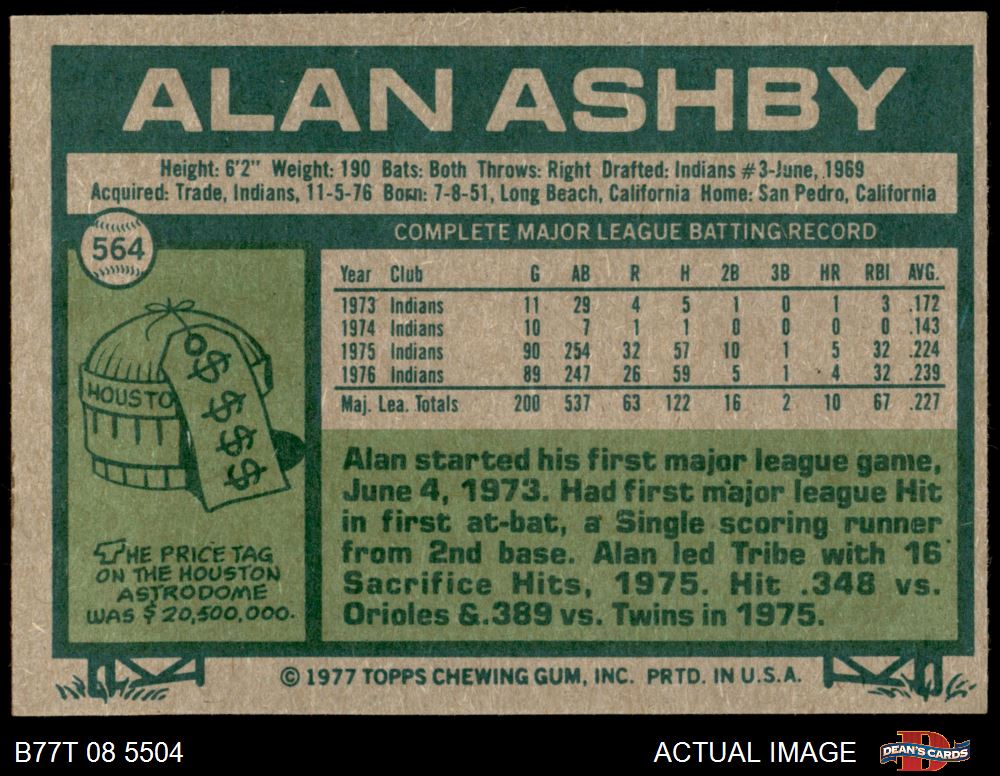 ALAN ASHBY
Height: 6'2" Weight: 190 Bats: Both Throws: Right Drafted: Indians #3-June, 1969
Acquired: Trade, Indians, 11-5-76 Born: 7-8-51, Long Beach, California Home: San Pedro, California
564
COMPLETE MAJOR LEAGUE BATTING RECORD
Year Club G AB R H 2B 3B HR RBI AVG.
1973 Indians 11 29 4 5 1 0 1 3 .172
1974 Indians 10 7 1 1 0 0 0 0 .143
1975 Indians 90 254 32 57 10 1 5 32 .224
1976 Indians 89 247 26 59 5 1 4 32 .239
Maj. Lea. Totals 200 537 63 122 16 2 10 67 .227
HOUSTO
$
$
$
$
THE PRICE TAG
ON THE HOUSTON
ASTRODOME
WAS $20,500,000.
Alan started his first major league game,
June 4, 1973. Had first major league Hit
in first at-bat, a Single scoring runner
from 2nd base. Alan led Tribe with 16
Sacrifice Hits, 1975. Hit .348 vs.
Orioles &.389 vs. Twins in 1975.
© 1977 TOPPS CHEWING GUM, INC. PRTD. IN U.S.A.
B77T 08 5504
ACTUAL IMAGE
D
DEAN'S CARDS